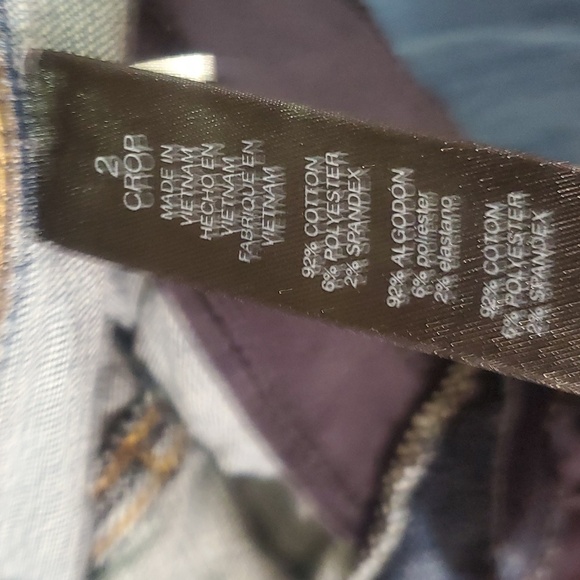 2
CROP
MADE IN
VIETNAM
HECHO EN
VIETNAM
FABRIQUE EN
VIETNAM
92% COTTON
6% POLYESTER
2% SPANDEX
92% ALGODÓN
6% poliester
2% elastano
92% COTON
6% POLYESTER
2% SPANDEX